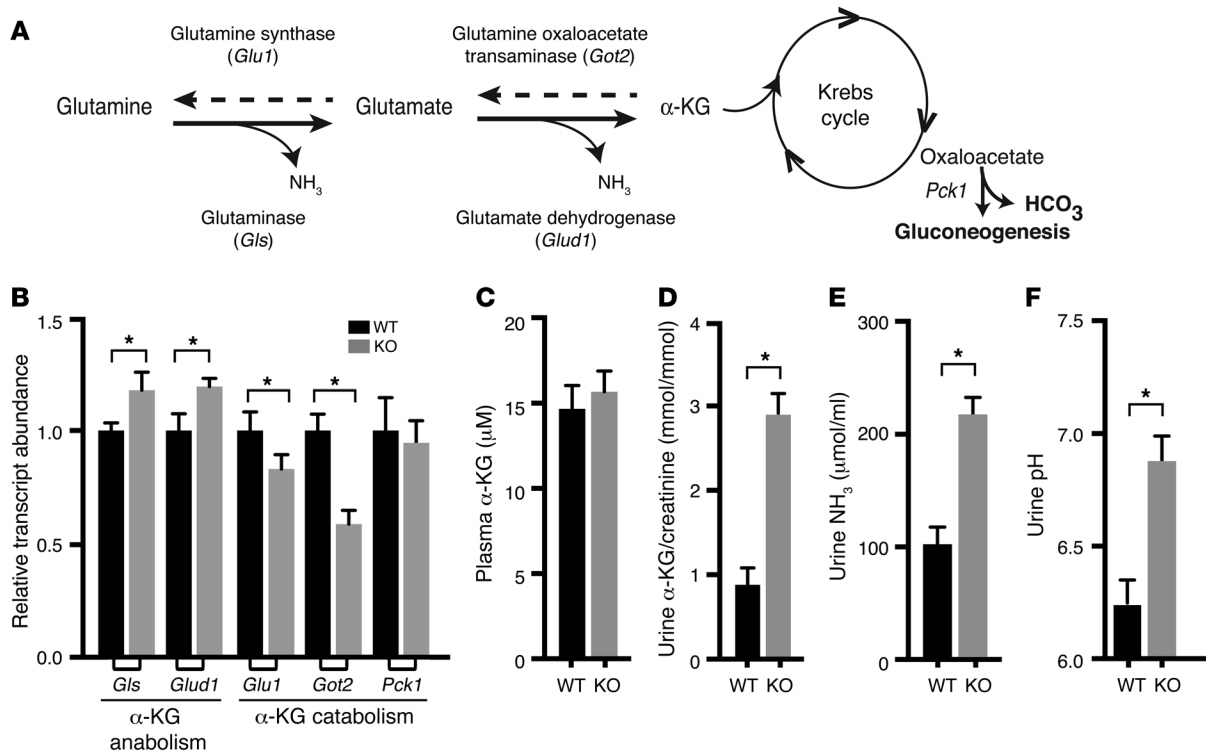 A
Glutamine synthase
(Glu1)
Glutamine oxaloacetate
transaminase (Got2)
Glutamine
Glutamate
α-KG
Krebs
cycle
NH3
NH3
Oxaloacetate
Pck1
HCO3
Gluconeogenesis
Glutaminase
(Gls)
Glutamate dehydrogenase
(Glud1)
B
Relative transcript abundance
1.5
1.0
0.5
0.0
WT
KO
*
*
*
*
Gls
Glud1
Glu1
Got2
Pck1
α-KG
anabolism
α-KG catabolism
C
Plasma α-KG (μM)
20
15
10
5
0
WT
KO
D
Urine α-KG/creatinine (mmol/mmol)
4
3
2
1
0
*
WT
KO
E
Urine NH3 (μmol/ml)
300
200
100
0
*
WT
KO
F
Urine pH
7.5
7.0
6.5
6.0
*
WT
KO